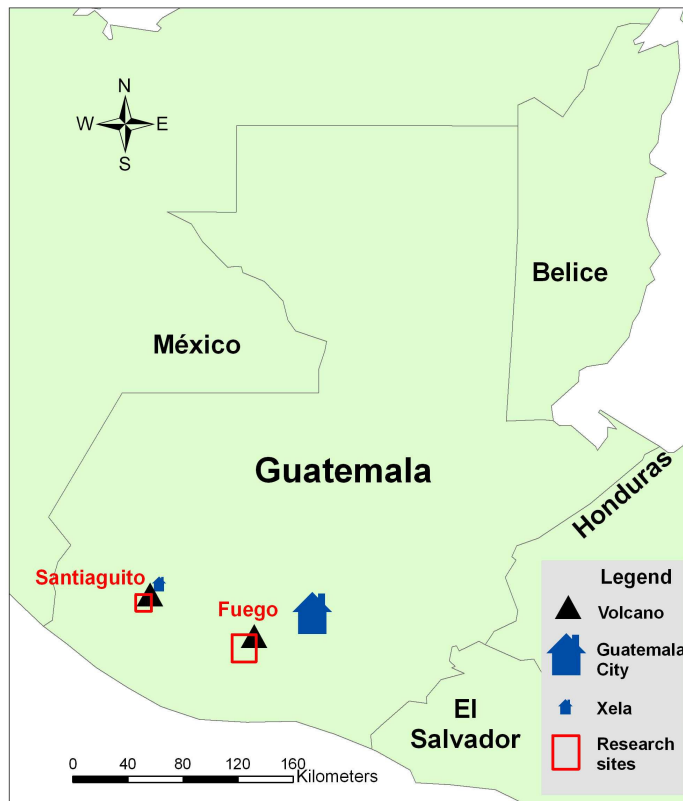 N
W E
S
Belice
México
Guatemala
Honduras
Santiaguito
Fuego
El
Salvador
Legend
Volcano
Guatemala
City
Xela
Research
sites
0 40 80 120 160
Kilometers